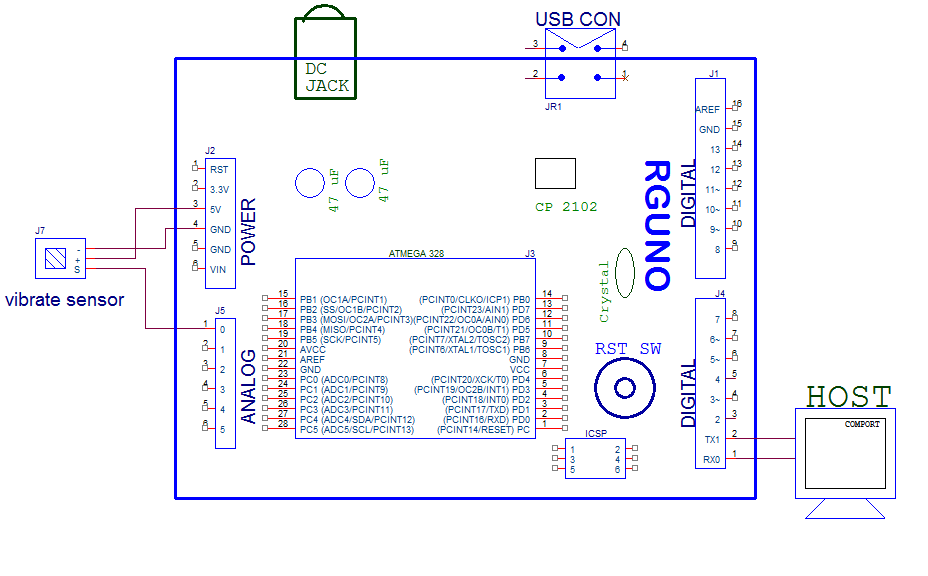 USB CON
3
4
2
1
JR1
DC
JACK
J1
AREF 16
GND 15
13 14
12 13
11~ 12
10~ 11
9~ 10
8 9
DIGITAL
RGUNO
47 uF
47 uF
CP 2102
Crystal
J2
1 RST
2 3.3V
3 5V
4 GND
5 GND
6 VIN
POWER
J7
-
+
S
vibrate sensor
J5
1 0
2 1
3 2
4 3
5 4
6 5
ANALOG
ATMEGA 328
J3
15 PB1 (OC1A/PCINT1)
16 PB2 (SS/OC1B/PCINT2)
17 PB3 (MOSI/OC2A/PCINT3)
18 PB4 (MISO/PCINT4)
19 PB5 (SCK/PCINT5)
20 AVCC
21 AREF
22 GND
23 PC0 (ADC0/PCINT8)
24 PC1 (ADC1/PCINT9)
25 PC2 (ADC2/PCINT10)
26 PC3 (ADC3/PCINT11)
27 PC4 (ADC4/SDA/PCINT12)
28 PC5 (ADC5/SCL/PCINT13)
(PCINT0/CLKO/ICP1) PB0 14
(PCINT23/AIN1) PD7 13
(PCINT22/OC0A/AIN0) PD6 12
(PCINT21/OC0B/T1) PD5 11
(PCINT7/XTAL2/TOSC2) PB7 10
(PCINT6/XTAL1/TOSC1) PB6 9
GND 8
VCC 7
(PCINT20/XCK/T0) PD4 6
(PCINT19/OC2B/INT1) PD3 5
(PCINT18/INT0) PD2 4
(PCINT17/TXD) PD1 3
(PCINT16/RXD) PD0 2
(PCINT14/RESET) PC 1
RST SW
ICSP
1 2
3 4
5 6
J4
7 8
6~ 7
5~ 6
4 5
3~ 4
2 3
TX1 2
RX0 1
DIGITAL
HOST
COMPORT